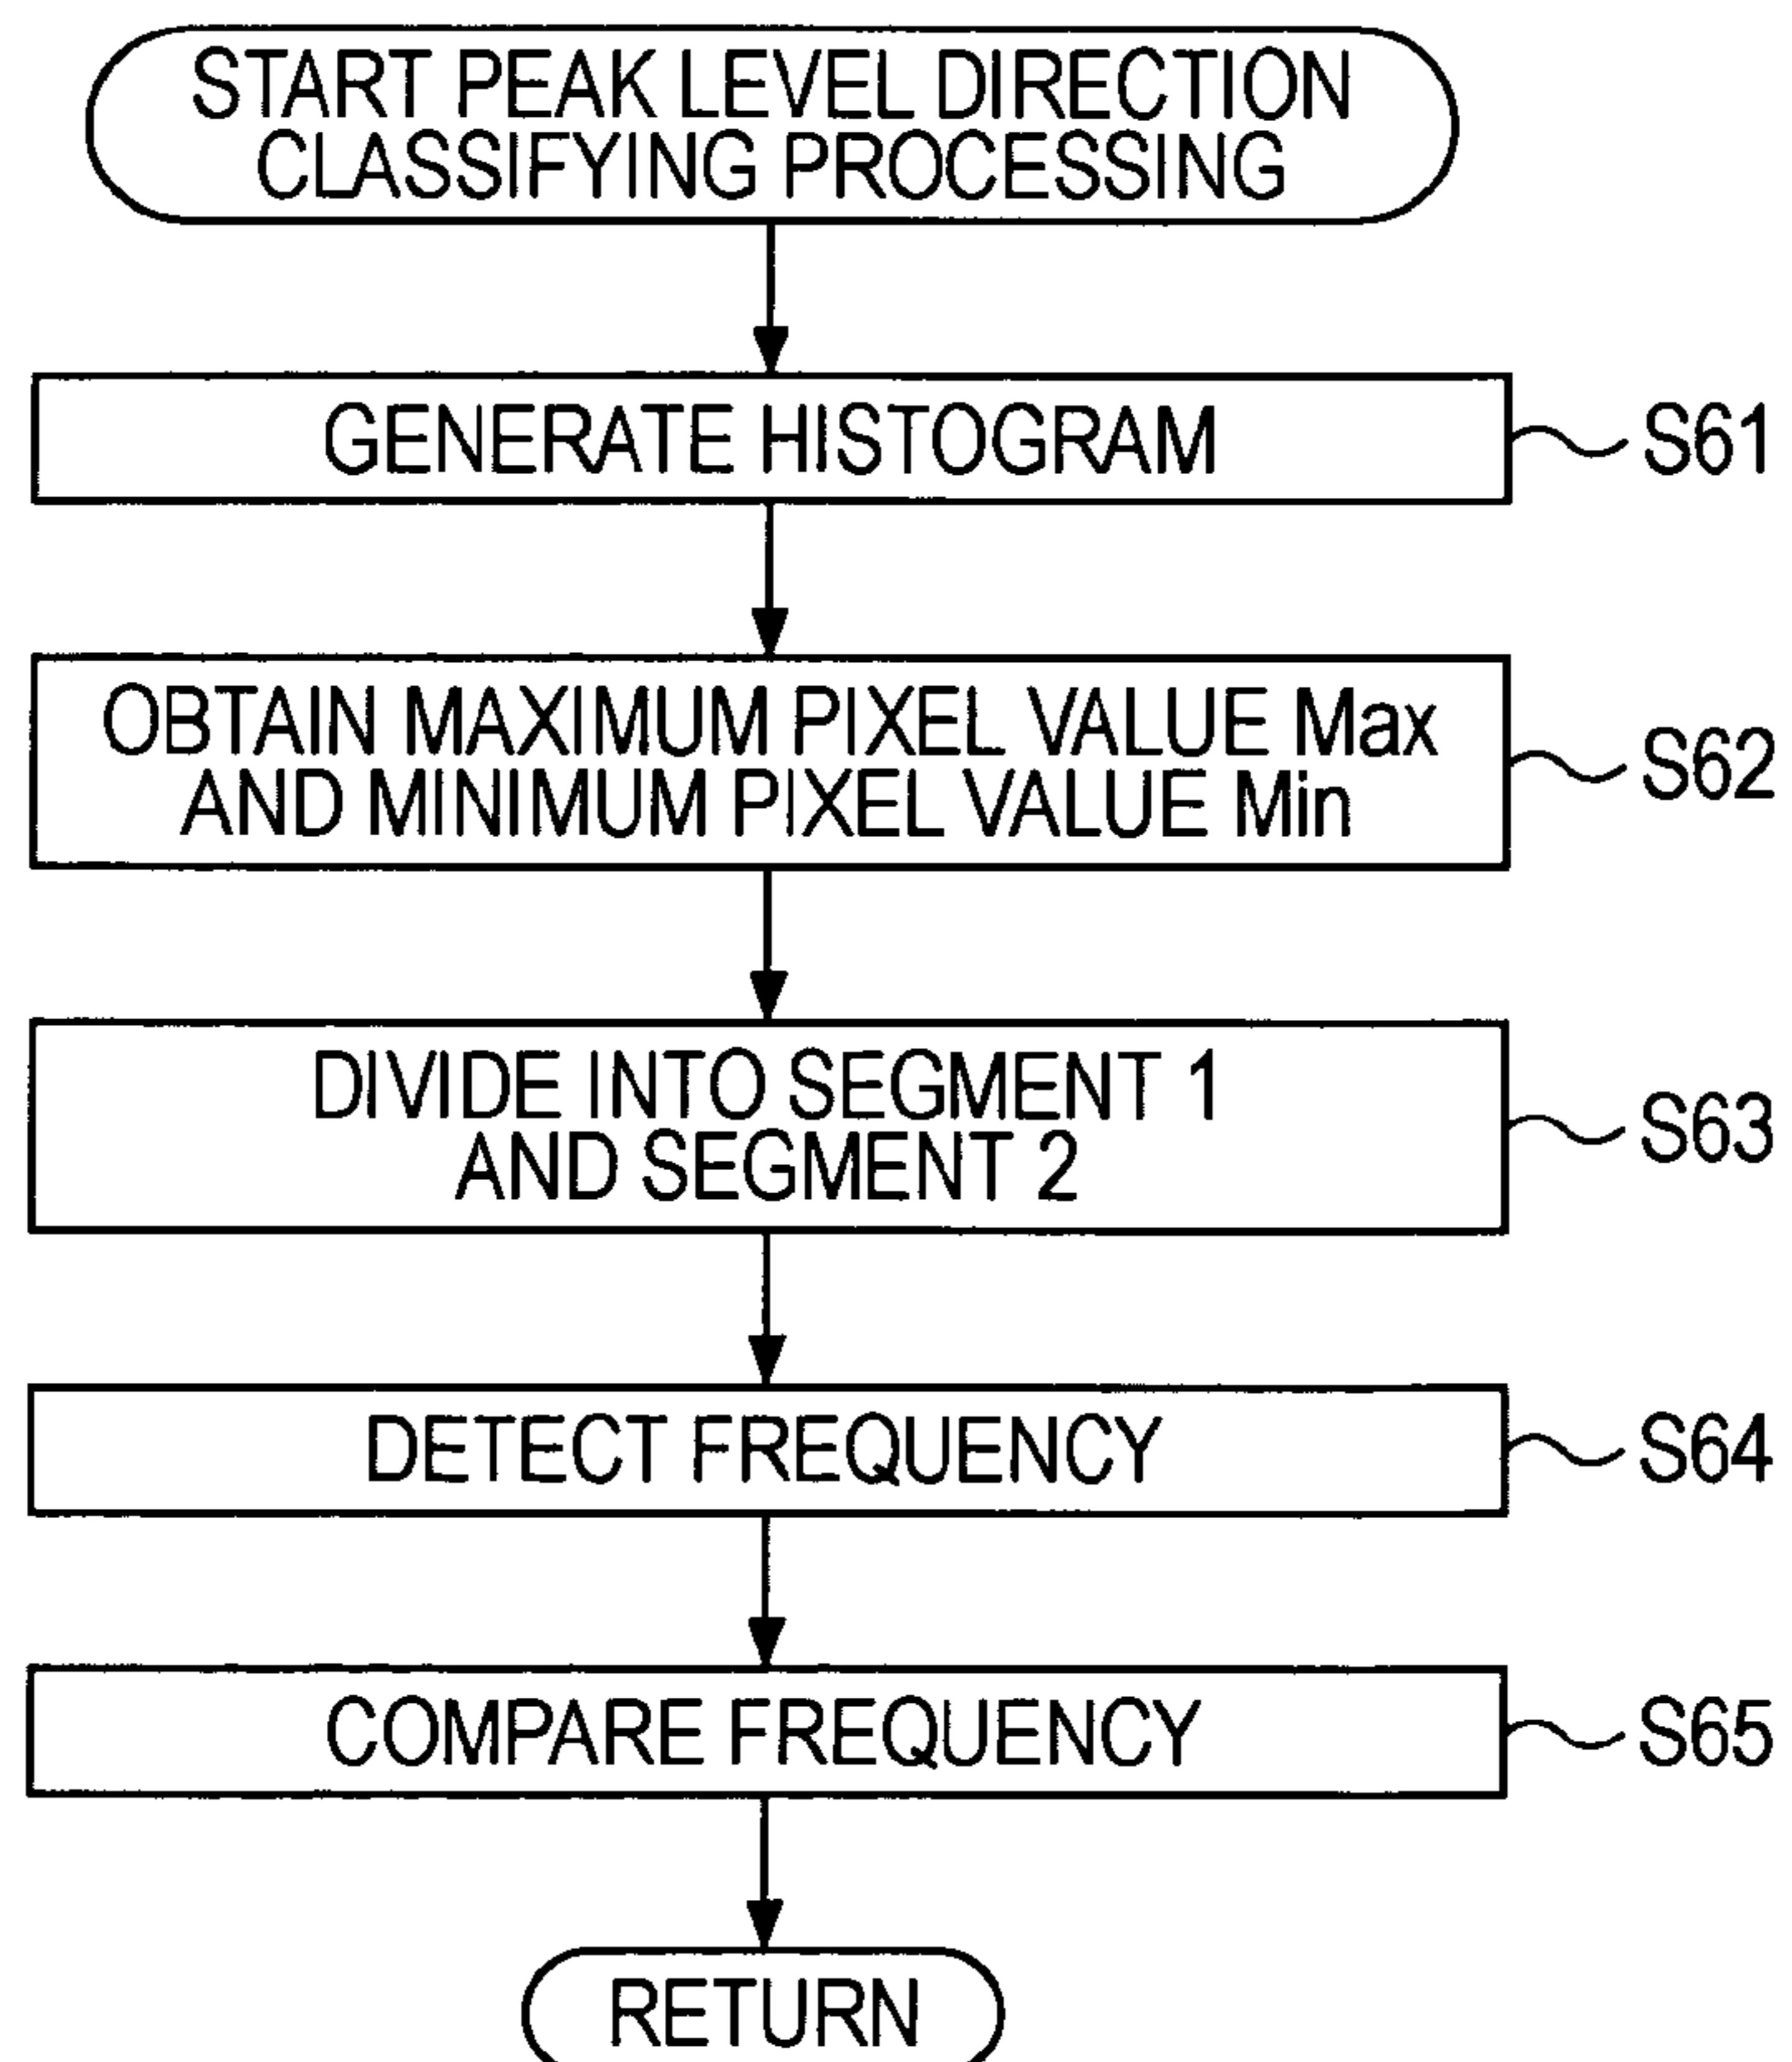 START PEAK LEVEL DIRECTION
CLASSIFYING PROCESSING
GENERATE HISTOGRAM
S61
OBTAIN MAXIMUM PIXEL VALUE Max
AND MINIMUM PIXEL VALUE Min
S62
DIVIDE INTO SEGMENT 1
AND SEGMENT 2
S63
DETECT FREQUENCY
S64
COMPARE FREQUENCY
S65
RETURN